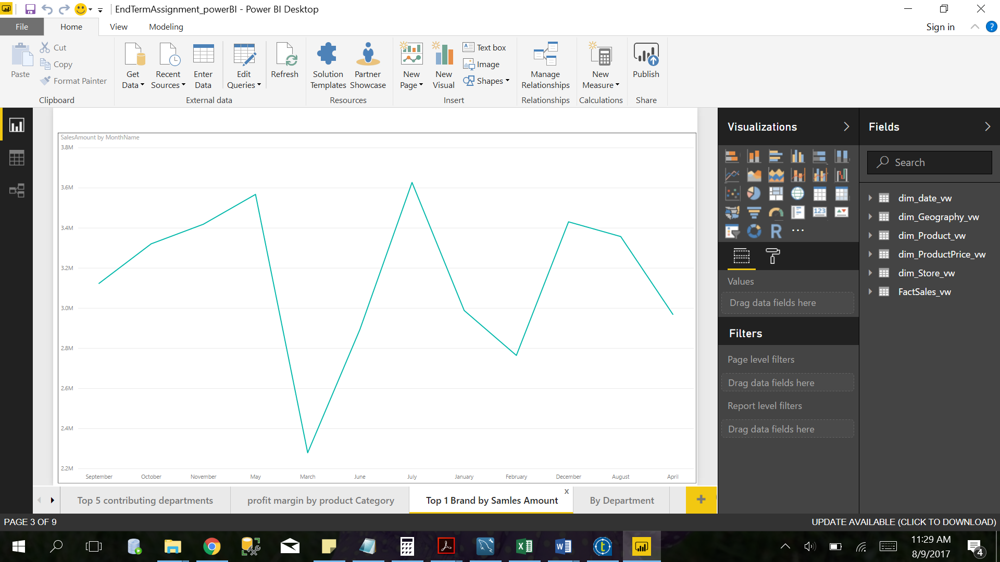 EndTermAssignment_powerBI - Power BI Desktop
File Home View Modeling Sign in ?
Paste
Cut
Copy
Format Painter
Clipboard
Get Data
Recent Sources
Enter Data
Edit Queries
Refresh
External data
Solution Templates
Partner Showcase
Resources
New Page
New Visual
Text box
Image
Shapes
Insert
Manage Relationships
Relationships
New Measure
Calculations
Publish
Share
SalesAmount by MonthName
3.8M
3.6M
3.4M
3.2M
3.0M
2.8M
2.6M
2.4M
2.2M
September October November May March June July January February December August April
Visualizations
123
R
Values
Drag data fields here
Filters
Page level filters
Drag data fields here
Report level filters
Drag data fields here
Fields
Search
dim_date_vw
dim_Geography_vw
dim_Product_vw
dim_ProductPrice_vw
dim_Store_vw
FactSales_vw
Top 5 contributing departments profit margin by product Category Top 1 Brand by Samles Amount x By Department +
PAGE 3 OF 9 UPDATE AVAILABLE (CLICK TO DOWNLOAD)
11:29 AM
8/9/2017
4